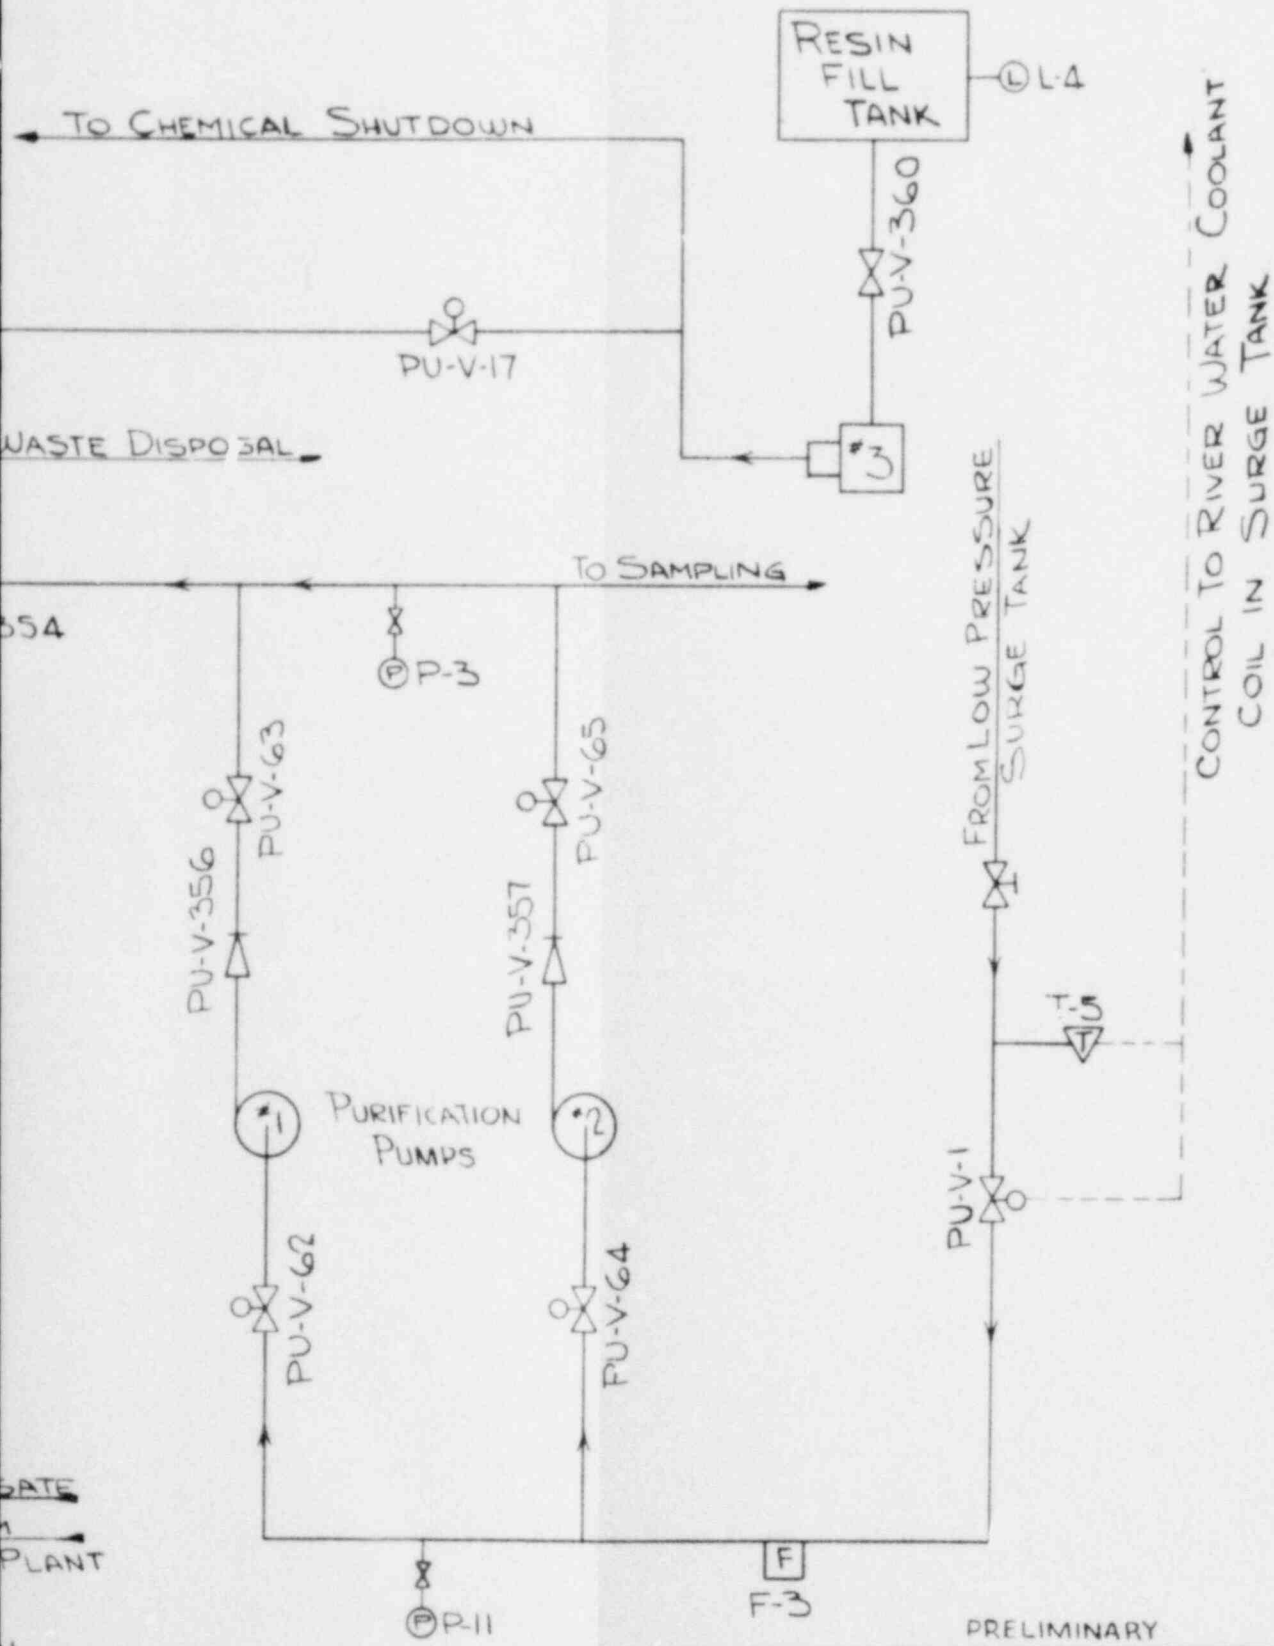 RESIN
FILL
TANK
L
L-4
TO CHEMICAL SHUTDOWN
PU-V-360
CONTROL TO RIVER WATER COOLANT
COIL IN SURGE TANK
PU-V-17
WASTE DISPOSAL
#3
FROM LOW PRESSURE
SURGE TANK
TO SAMPLING
354
P
P-3
PU-V-63
PU-V-65
PU-V-356
PU-V-357
T-5
T
#1
PURIFICATION
PUMPS
#2
PU-V-1
PU-V-62
PU-V-64
GATE
PLANT
F
F-3
P
P-11
PRELIMINARY